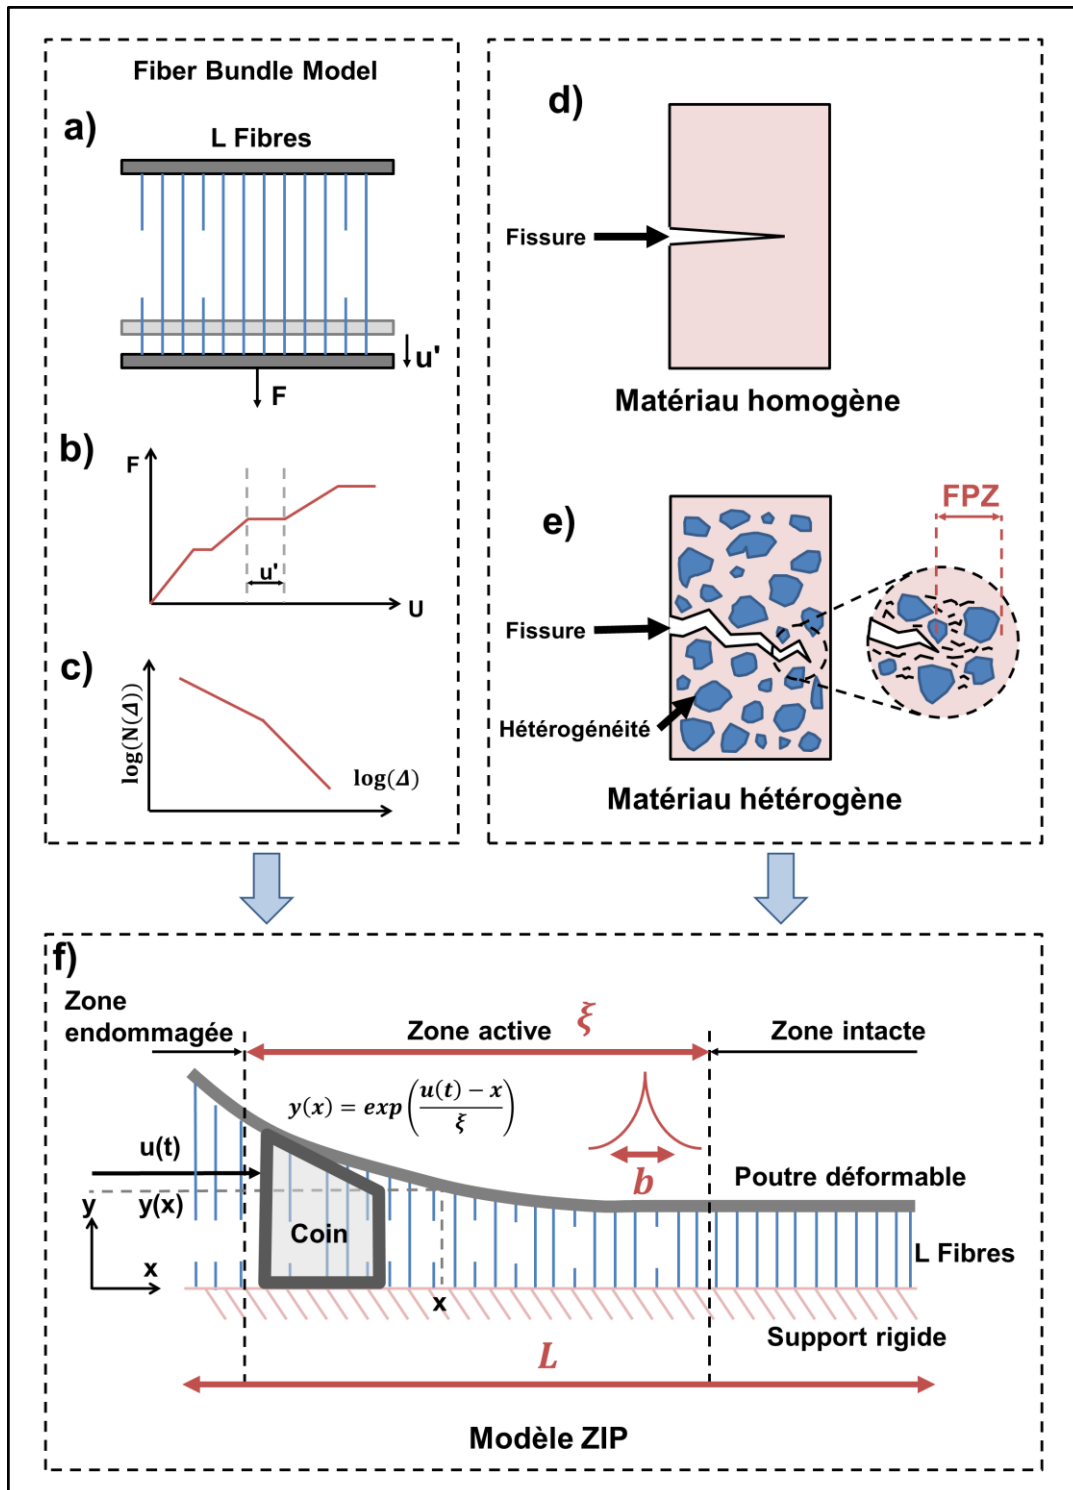 Fiber Bundle Model
a)
L Fibres
u'
F
b)
F
u'
U
c)
log(N(Δ))
log(Δ)
d)
Fissure
Matériau homogène
e)
FPZ
Fissure
Hétérogénéité
Matériau hétérogène
f)
Zone
endommagée
Zone active
ξ
Zone intacte
y(x) = exp((u(t) − x)/ξ)
u(t)
b
Poutre déformable
y
y(x)
Coin
L Fibres
x
x
Support rigide
L
Modèle ZIP